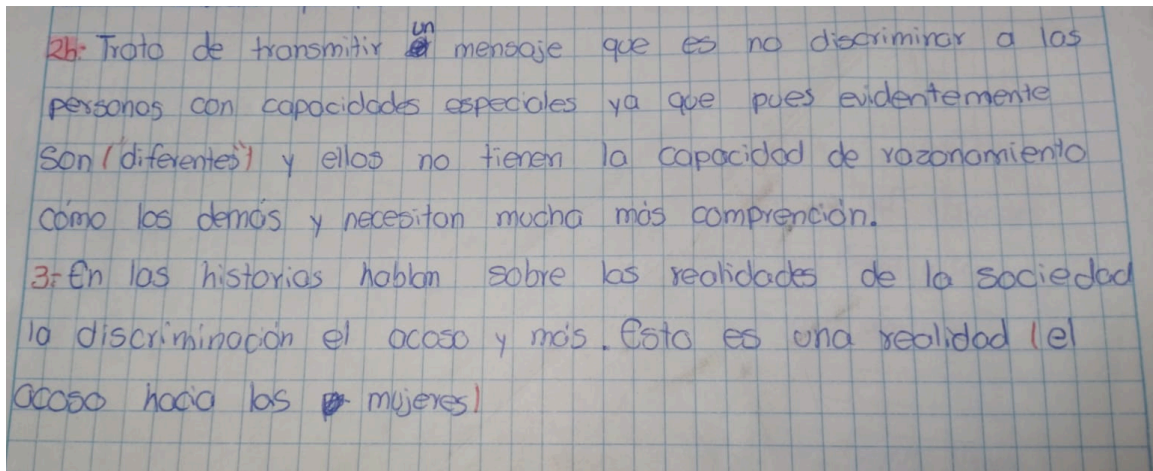 2b: Trata de transmitir un mensaje que es no discriminar a las
personas con capacidades especiales ya que pues evidentemente
son ("diferentes") y ellos no tienen la capacidad de razonamiento
cómo los demás y necesitan mucha más comprención.
3- En las historias hablan sobre las realidades de la sociedad
la discriminación el acoso y más. Esta es una realidad (el
acoso hacia las mujeres)